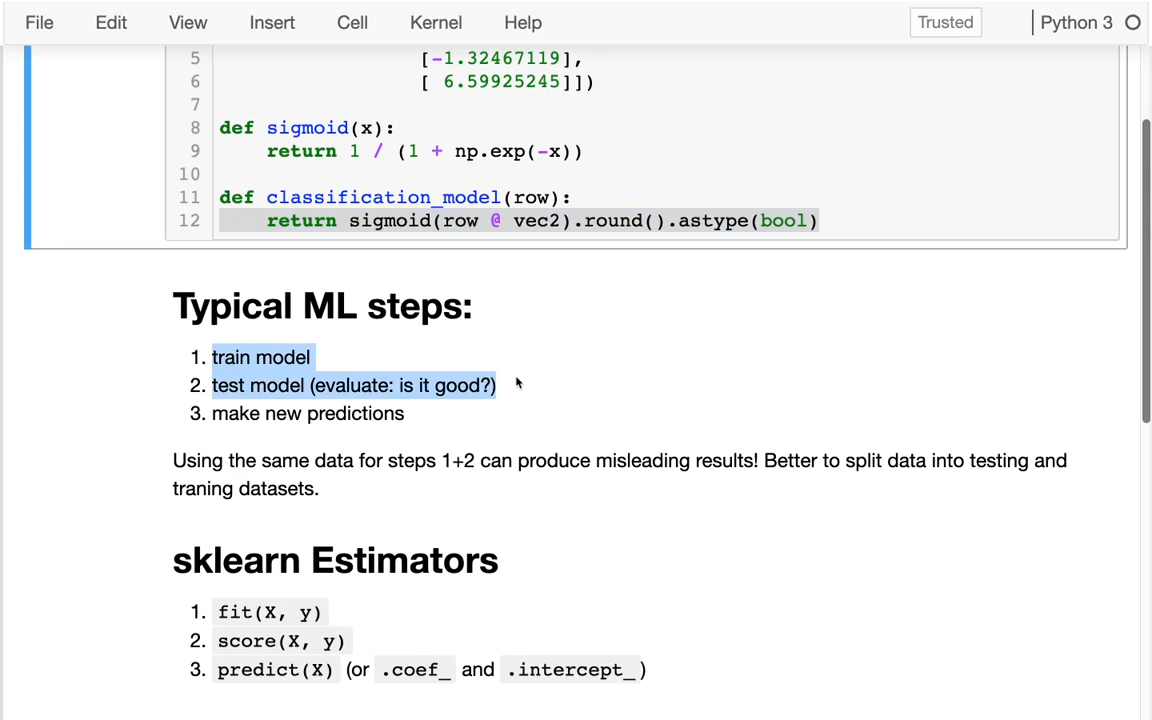 File Edit View Insert Cell Kernel Help Trusted Python 3
5 [-1.32467119],
6 [ 6.59925245]])
7
8 def sigmoid(x):
9 return 1 / (1 + np.exp(-x))
10
11 def classification_model(row):
12 return sigmoid(row @ vec2).round().astype(bool)
Typical ML steps:
1. train model
2. test model (evaluate: is it good?)
3. make new predictions
Using the same data for steps 1+2 can produce misleading results! Better to split data into testing and
traning datasets.
sklearn Estimators
1. fit(X, y)
2. score(X, y)
3. predict(X) (or .coef_ and .intercept_)